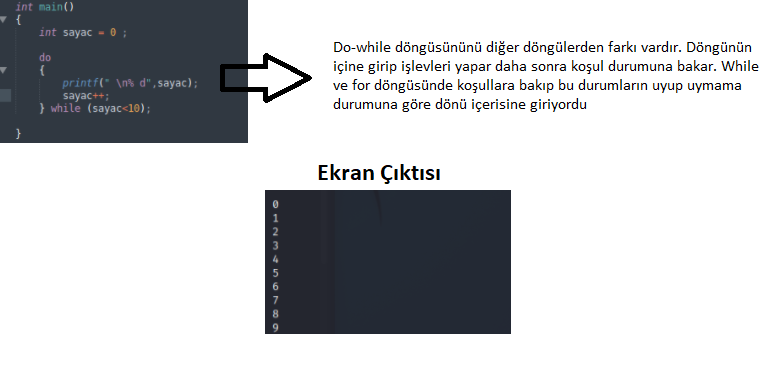 int main()
{
int sayac = 0 ;
do
{
printf(" \n% d",sayac);
sayac++;
} while (sayac<10);
}
Do-while döngüsününü diğer döngülerden farkı vardır. Döngünün
içine girip işlevleri yapar daha sonra koşul durumuna bakar. While
ve for döngüsünde koşullara bakıp bu durumların uyup uymama
durumuna göre dönü içerisine giriyordu
Ekran Çıktısı
0
1
2
3
4
5
6
7
8
9